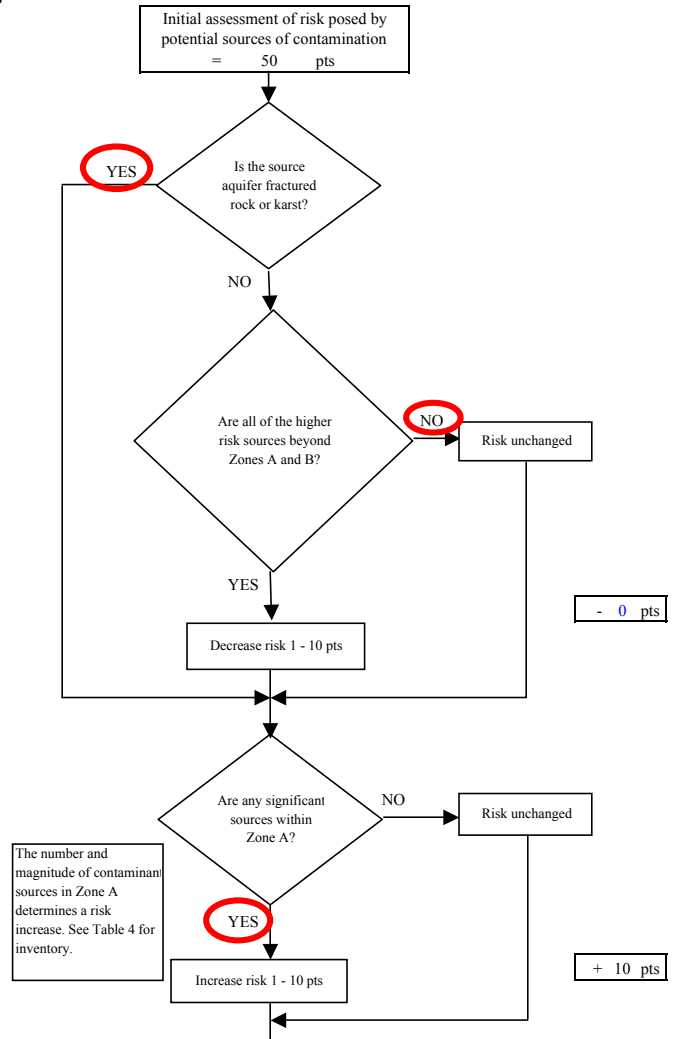 Initial assessment of risk posed by
potential sources of contamination
= 50 pts
YES
Is the source
aquifer fractured
rock or karst?
NO
Are all of the higher
risk sources beyond
Zones A and B?
NO
Risk unchanged
YES
- 0 pts
Decrease risk 1 - 10 pts
Are any significant
sources within
Zone A?
NO
Risk unchanged
The number and
magnitude of contaminant
sources in Zone A
determines a risk
increase. See Table 4 for
inventory.
YES
+ 10 pts
Increase risk 1 - 10 pts